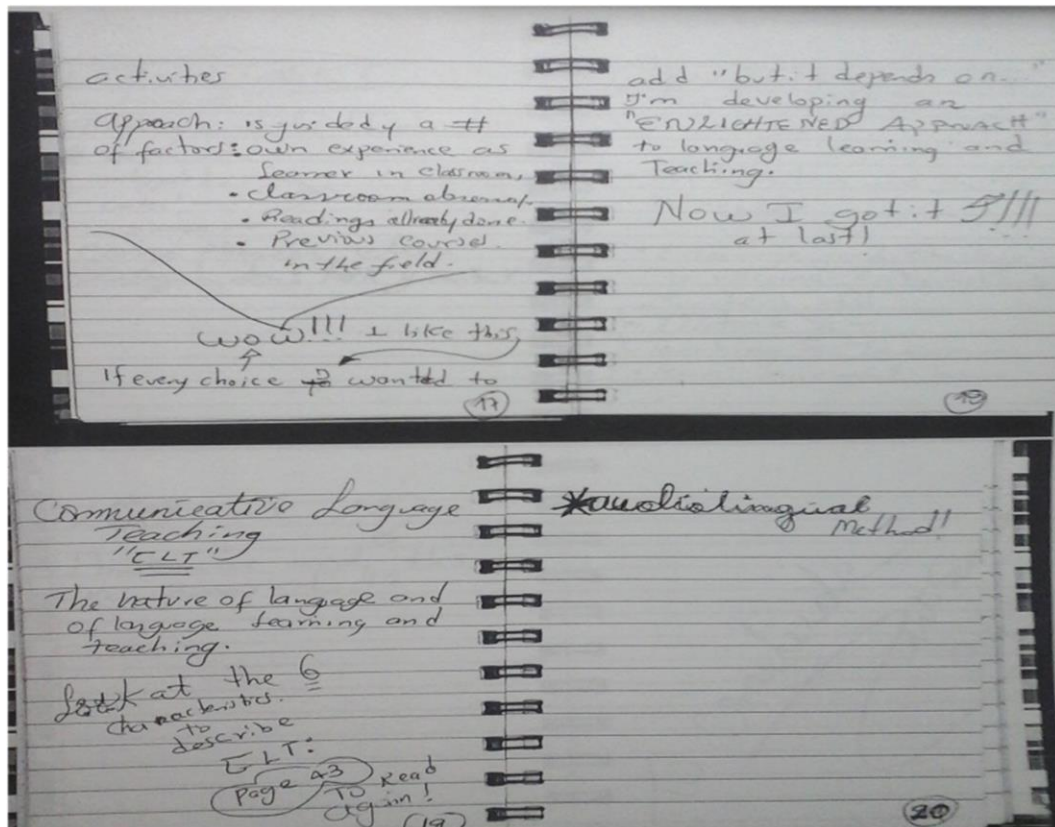 activities
Approach: is guided y a #
of factors: own experience as
learner in classroom,
• classroom observ.
• Readings allready done.
• Previous courses
in the field.
WOW!!! I like this
If every choice I wanted to
17
add "but it depends on..."
I'm developing an
"ENLIGHTENED APPROACH"
to language learning and
Teaching.
Now I got it !!!!
at last!
Communicative Language
Teaching
"CLT"
The nature of language and
of language learning and
teaching.
Look at the 6
characteristics
to
describe
CLT:
Page 43
To Read
again!
(19)
*audiolingual
Method!!
20